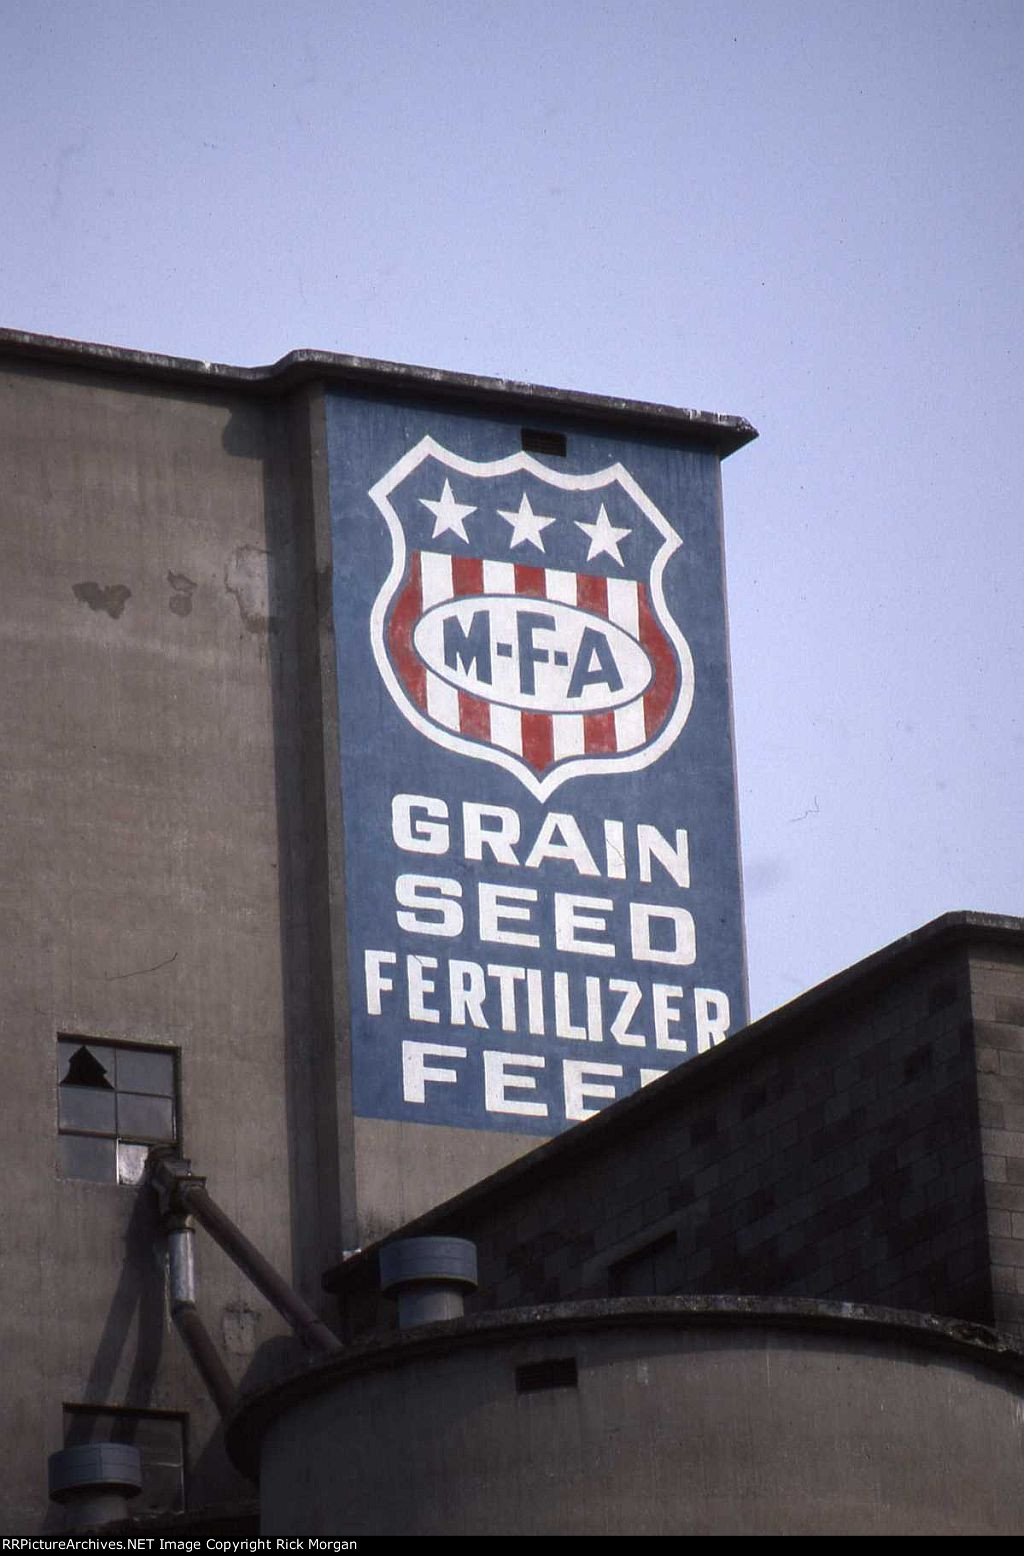 M-F-A
GRAIN
SEED
FERTILIZER
FEE
RRPictureArchives.NET Image Copyright Rick Morgan